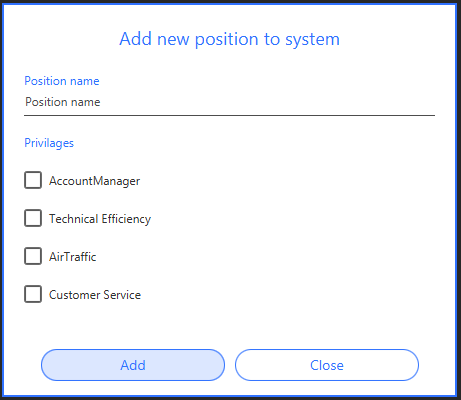 Add new position to system
Position name
Position name
Privilages
AccountManager
Technical Efficiency
AirTraffic
Customer Service
Add Close